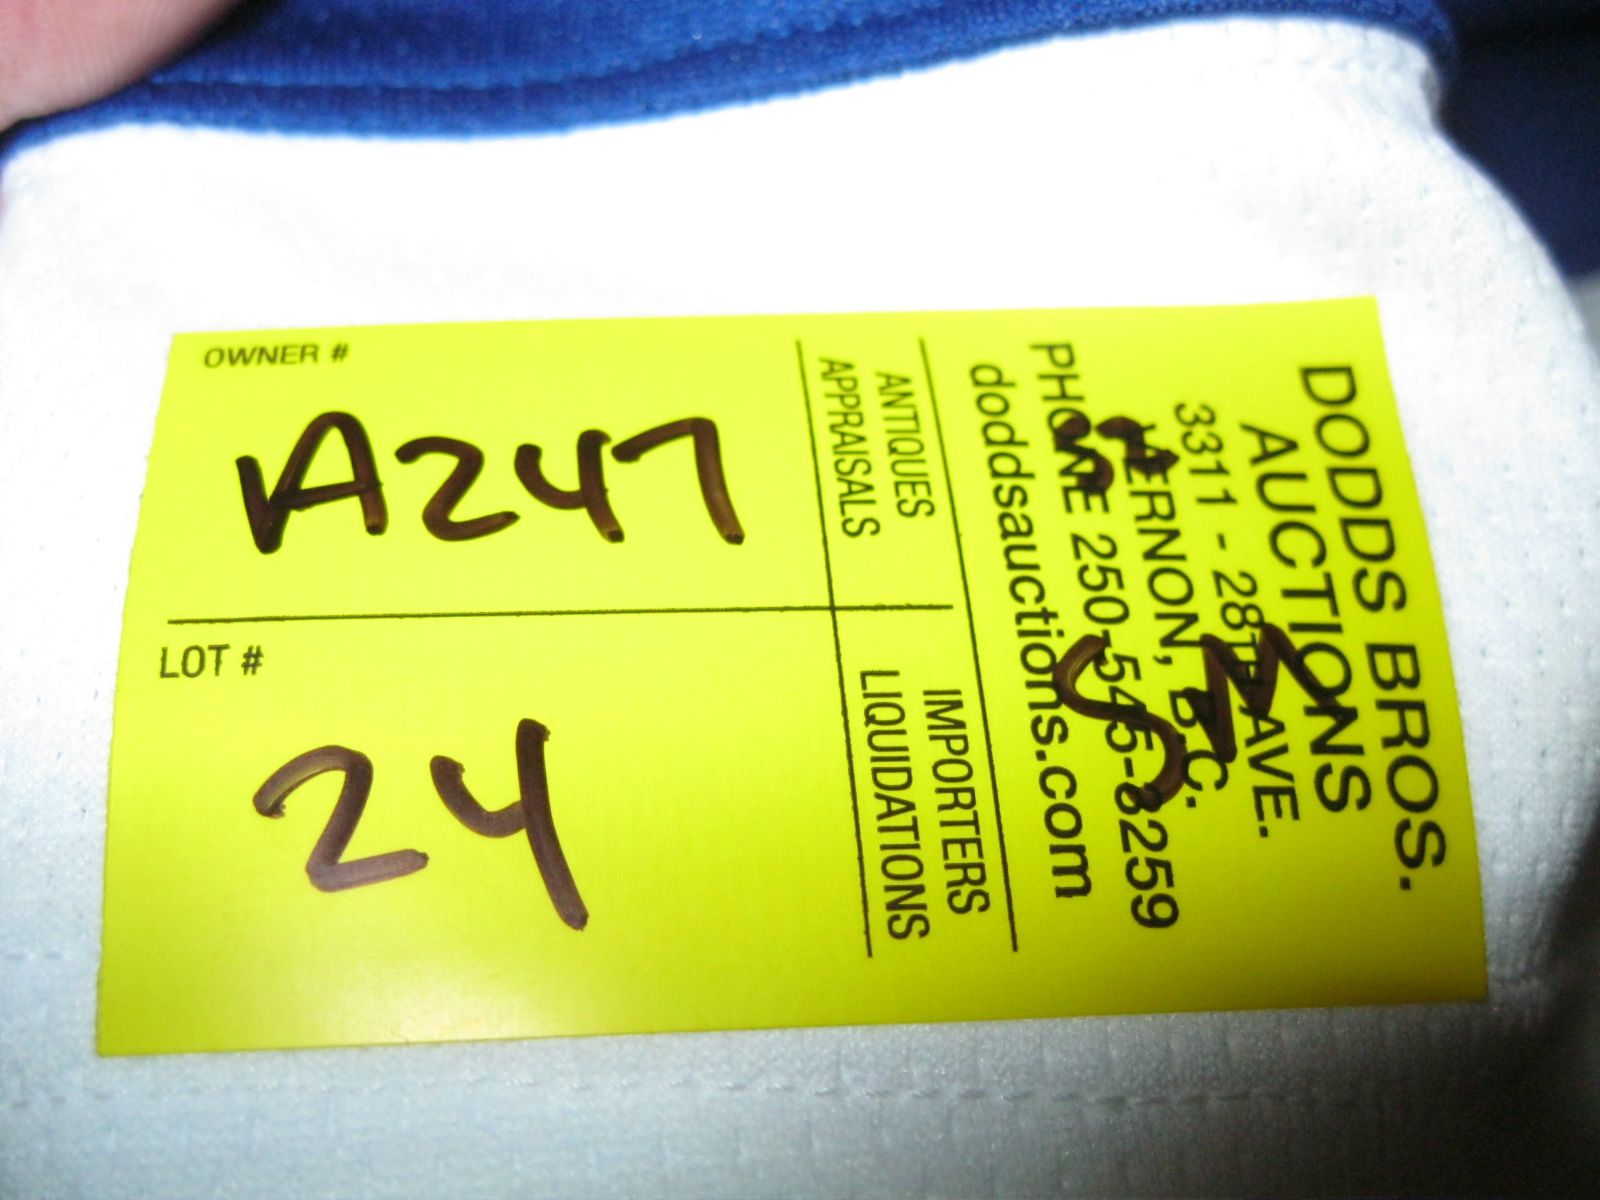 OWNER #
A247
LOT #
24
ANTIQUES
APPRAISALS
IMPORTERS
LIQUIDATIONS
DODDS BROS.
AUCTIONS
3311 - 28TH AVE.
VERNON, B.C.
PHONE 250-545-3259
doddsauctions.com